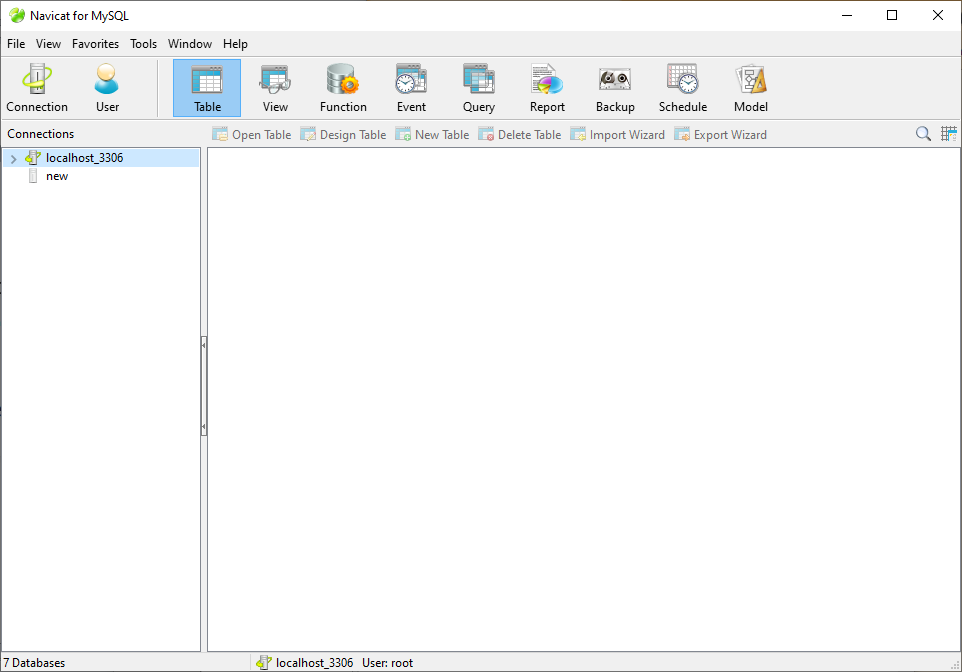 Navicat for MySQL
File View Favorites Tools Window Help
Connection User Table View Function Event Query Report Backup Schedule Model
Connections Open Table Design Table New Table Delete Table Import Wizard Export Wizard
localhost_3306
new
7 Databases localhost_3306 User: root